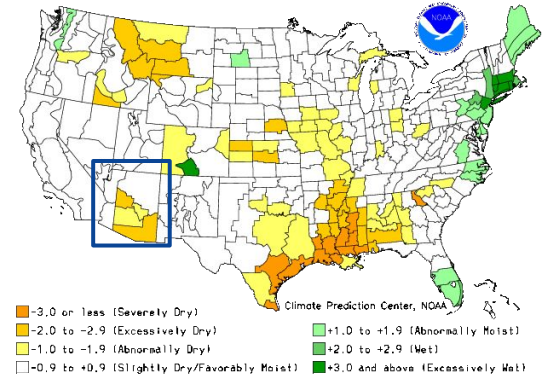 NOAA
Climate Prediction Center, NOAA
-3.0 or less (Severely Dry)
-2.0 to -2.9 (Excessively Dry)
-1.0 to -1.9 (Abnormally Dry)
-0.9 to +0.9 (Slightly Dry/Favorably Moist)
+1.0 to +1.9 (Abnormally Moist)
+2.0 to +2.9 (Wet)
+3.0 and above (Excessively Wet)